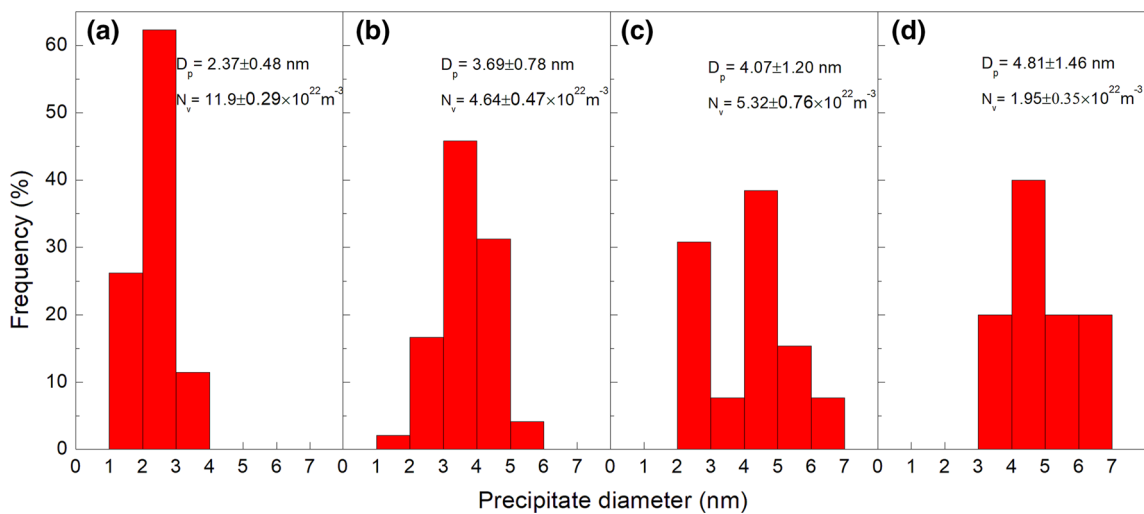 (a)
D_p = 2.37±0.48 nm
N_v = 11.9±0.29×10^22 m^-3
(b)
D_p = 3.69±0.78 nm
N_v = 4.64±0.47×10^22 m^-3
(c)
D_p = 4.07±1.20 nm
N_v = 5.32±0.76×10^22 m^-3
(d)
D_p = 4.81±1.46 nm
N_v = 1.95±0.35×10^22 m^-3
Frequency (%)
60
50
40
30
20
10
0
0 1 2 3 4 5 6 7
0 1 2 3 4 5 6 7
0 1 2 3 4 5 6 7
0 1 2 3 4 5 6 7
Precipitate diameter (nm)